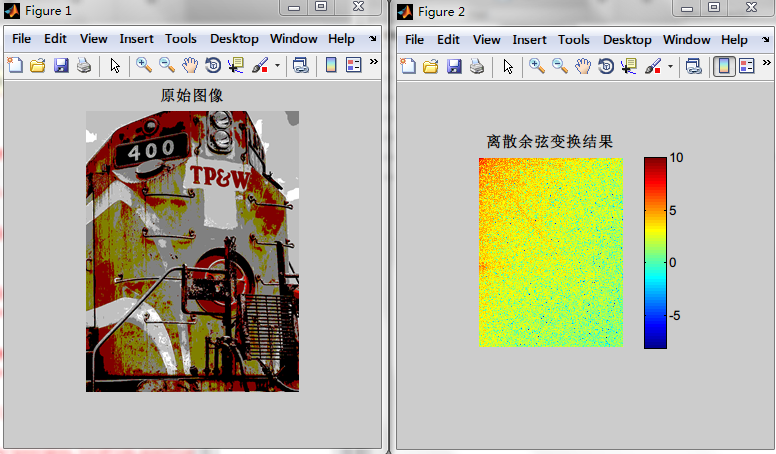 Figure 1
File Edit View Insert Tools Desktop Window Help
原始图像
400
TP&W
Figure 2
File Edit View Insert Tools Desktop Window Help
离散余弦变换结果
10
5
0
-5